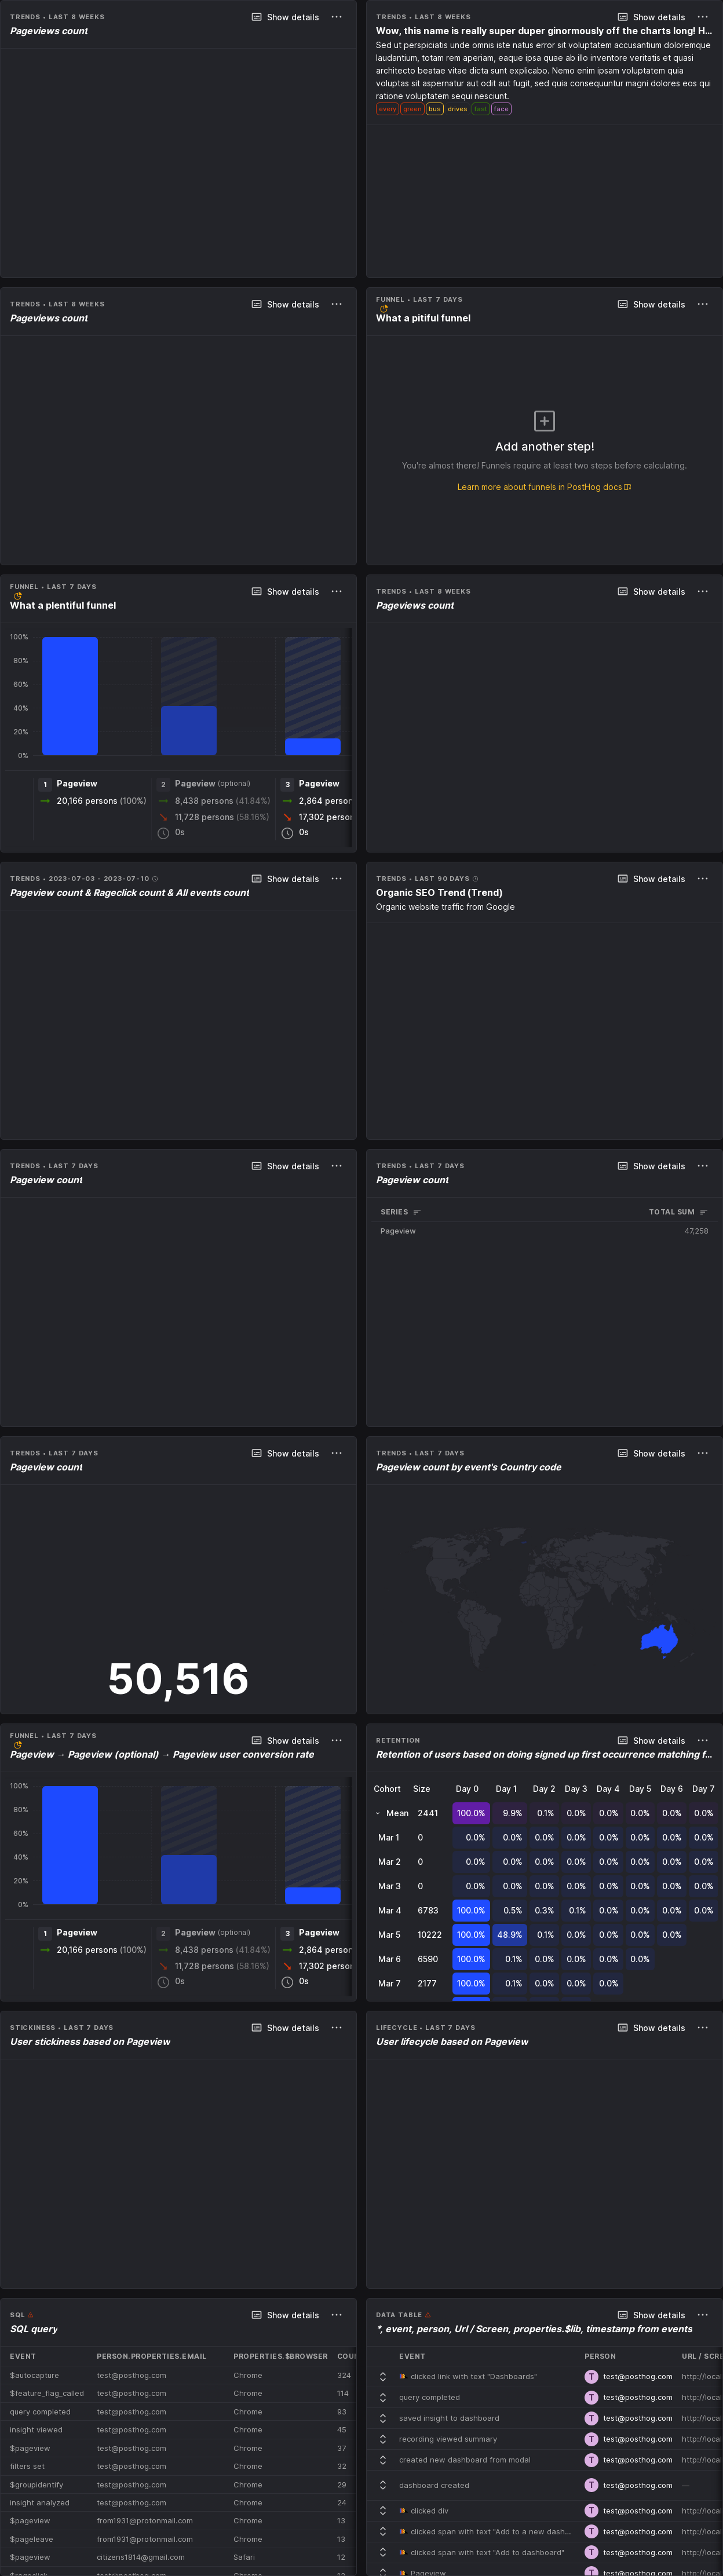 TRENDS • LAST 8 WEEKS
Show details
Pageviews count
TRENDS • LAST 8 WEEKS
Show details
Wow, this name is really super duper ginormously off the charts long! H...
Sed ut perspiciatis unde omnis iste natus error sit voluptatem accusantium doloremque
laudantium, totam rem aperiam, eaque ipsa quae ab illo inventore veritatis et quasi
architecto beatae vitae dicta sunt explicabo. Nemo enim ipsam voluptatem quia
voluptas sit aspernatur aut odit aut fugit, sed quia consequuntur magni dolores eos qui
ratione voluptatem sequi nesciunt.
every green bus drives fast face
TRENDS • LAST 8 WEEKS
Show details
Pageviews count
FUNNEL • LAST 7 DAYS
Show details
What a pitiful funnel
Add another step!
You're almost there! Funnels require at least two steps before calculating.
Learn more about funnels in PostHog docs
FUNNEL • LAST 7 DAYS
Show details
What a plentiful funnel
100%
80%
60%
40%
20%
0%
1 Pageview
20,166 persons (100%)
2 Pageview (optional)
8,438 persons (41.84%)
11,728 persons (58.16%)
0s
3 Pageview
2,864 person
17,302 person
0s
TRENDS • LAST 8 WEEKS
Show details
Pageviews count
TRENDS • 2023-07-03 - 2023-07-10
Show details
Pageview count & Rageclick count & All events count
TRENDS • LAST 90 DAYS
Show details
Organic SEO Trend (Trend)
Organic website traffic from Google
TRENDS • LAST 7 DAYS
Show details
Pageview count
TRENDS • LAST 7 DAYS
Show details
Pageview count
SERIES TOTAL SUM
Pageview 47,258
TRENDS • LAST 7 DAYS
Show details
Pageview count
50,516
TRENDS • LAST 7 DAYS
Show details
Pageview count by event's Country code
FUNNEL • LAST 7 DAYS
Show details
Pageview → Pageview (optional) → Pageview user conversion rate
100%
80%
60%
40%
20%
0%
1 Pageview
20,166 persons (100%)
2 Pageview (optional)
8,438 persons (41.84%)
11,728 persons (58.16%)
0s
3 Pageview
2,864 person
17,302 person
0s
RETENTION
Show details
Retention of users based on doing signed up first occurrence matching f...
Cohort Size Day 0 Day 1 Day 2 Day 3 Day 4 Day 5 Day 6 Day 7
Mean 2441 100.0% 9.9% 0.1% 0.0% 0.0% 0.0% 0.0% 0.0%
Mar 1 0 0.0% 0.0% 0.0% 0.0% 0.0% 0.0% 0.0% 0.0%
Mar 2 0 0.0% 0.0% 0.0% 0.0% 0.0% 0.0% 0.0% 0.0%
Mar 3 0 0.0% 0.0% 0.0% 0.0% 0.0% 0.0% 0.0% 0.0%
Mar 4 6783 100.0% 0.5% 0.3% 0.1% 0.0% 0.0% 0.0% 0.0%
Mar 5 10222 100.0% 48.9% 0.1% 0.0% 0.0% 0.0% 0.0%
Mar 6 6590 100.0% 0.1% 0.0% 0.0% 0.0% 0.0%
Mar 7 2177 100.0% 0.1% 0.0% 0.0% 0.0%
STICKINESS • LAST 7 DAYS
Show details
User stickiness based on Pageview
LIFECYCLE • LAST 7 DAYS
Show details
User lifecycle based on Pageview
SQL
Show details
SQL query
EVENT PERSON.PROPERTIES.EMAIL PROPERTIES.$BROWSER COU
$autocapture test@posthog.com Chrome 324
$feature_flag_called test@posthog.com Chrome 114
query completed test@posthog.com Chrome 93
insight viewed test@posthog.com Chrome 45
$pageview test@posthog.com Chrome 37
filters set test@posthog.com Chrome 32
$groupidentify test@posthog.com Chrome 29
insight analyzed test@posthog.com Chrome 24
$pageview from1931@protonmail.com Chrome 13
$pageleave from1931@protonmail.com Chrome 13
$pageview citizens1814@gmail.com Safari 12
DATA TABLE
Show details
*, event, person, Url / Screen, properties.$lib, timestamp from events
EVENT PERSON URL / SCRE
clicked link with text "Dashboards" T test@posthog.com http://local
query completed T test@posthog.com http://local
saved insight to dashboard T test@posthog.com http://local
recording viewed summary T test@posthog.com http://local
created new dashboard from modal T test@posthog.com http://local
dashboard created T test@posthog.com —
clicked div T test@posthog.com http://local
clicked span with text "Add to a new dash... T test@posthog.com http://local
clicked span with text "Add to dashboard" T test@posthog.com http://local
Pageview T test@posthog.com http://local